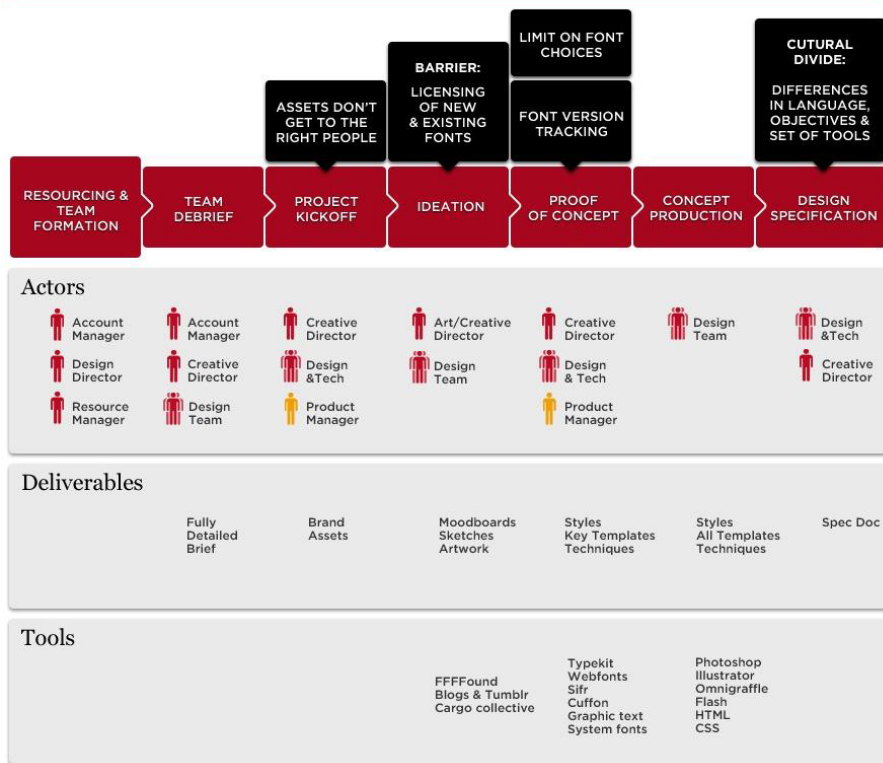 LIMIT ON FONT
CHOICES
CUTURAL
DIVIDE:
BARRIER:
ASSETS DON'T
GET TO THE
RIGHT PEOPLE
LICENSING
OF NEW
& EXISTING
FONTS
FONT VERSION
TRACKING
DIFFERENCES
IN LANGUAGE,
OBJECTIVES &
SET OF TOOLS
RESOURCING &
TEAM
FORMATION
TEAM
DEBRIEF
PROJECT
KICKOFF
IDEATION
PROOF
OF CONCEPT
CONCEPT
PRODUCTION
DESIGN
SPECIFICATION
Actors
Account
Manager
Design
Director
Resource
Manager
Account
Manager
Creative
Director
Design
Team
Creative
Director
Design
&Tech
Product
Manager
Art/Creative
Director
Design
Team
Creative
Director
Design
& Tech
Product
Manager
Design
Team
Design
&Tech
Creative
Director
Deliverables
Fully
Detailed
Brief
Brand
Assets
Moodboards
Sketches
Artwork
Styles
Key Templates
Techniques
Styles
All Templates
Techniques
Spec Doc
Tools
FFFFound
Blogs & Tumblr
Cargo collective
Typekit
Webfonts
Sifr
Cuffon
Graphic text
System fonts
Photoshop
Illustrator
Omnigraffle
Flash
HTML
CSS